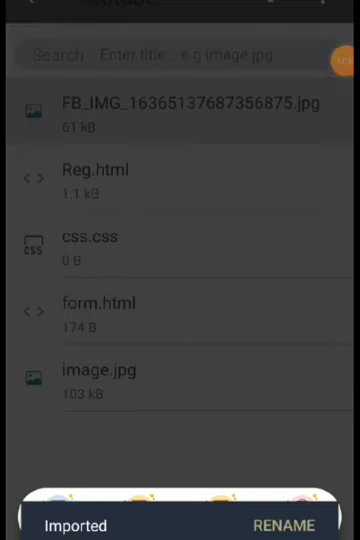 Search Enter title... e.g image.jpg
FB_IMG_16365137687356875.jpg
61 kB
Reg.html
1.1 kB
css.css
CSS
0 B
form.html
174 B
image.jpg
103 kB
Imported RENAME